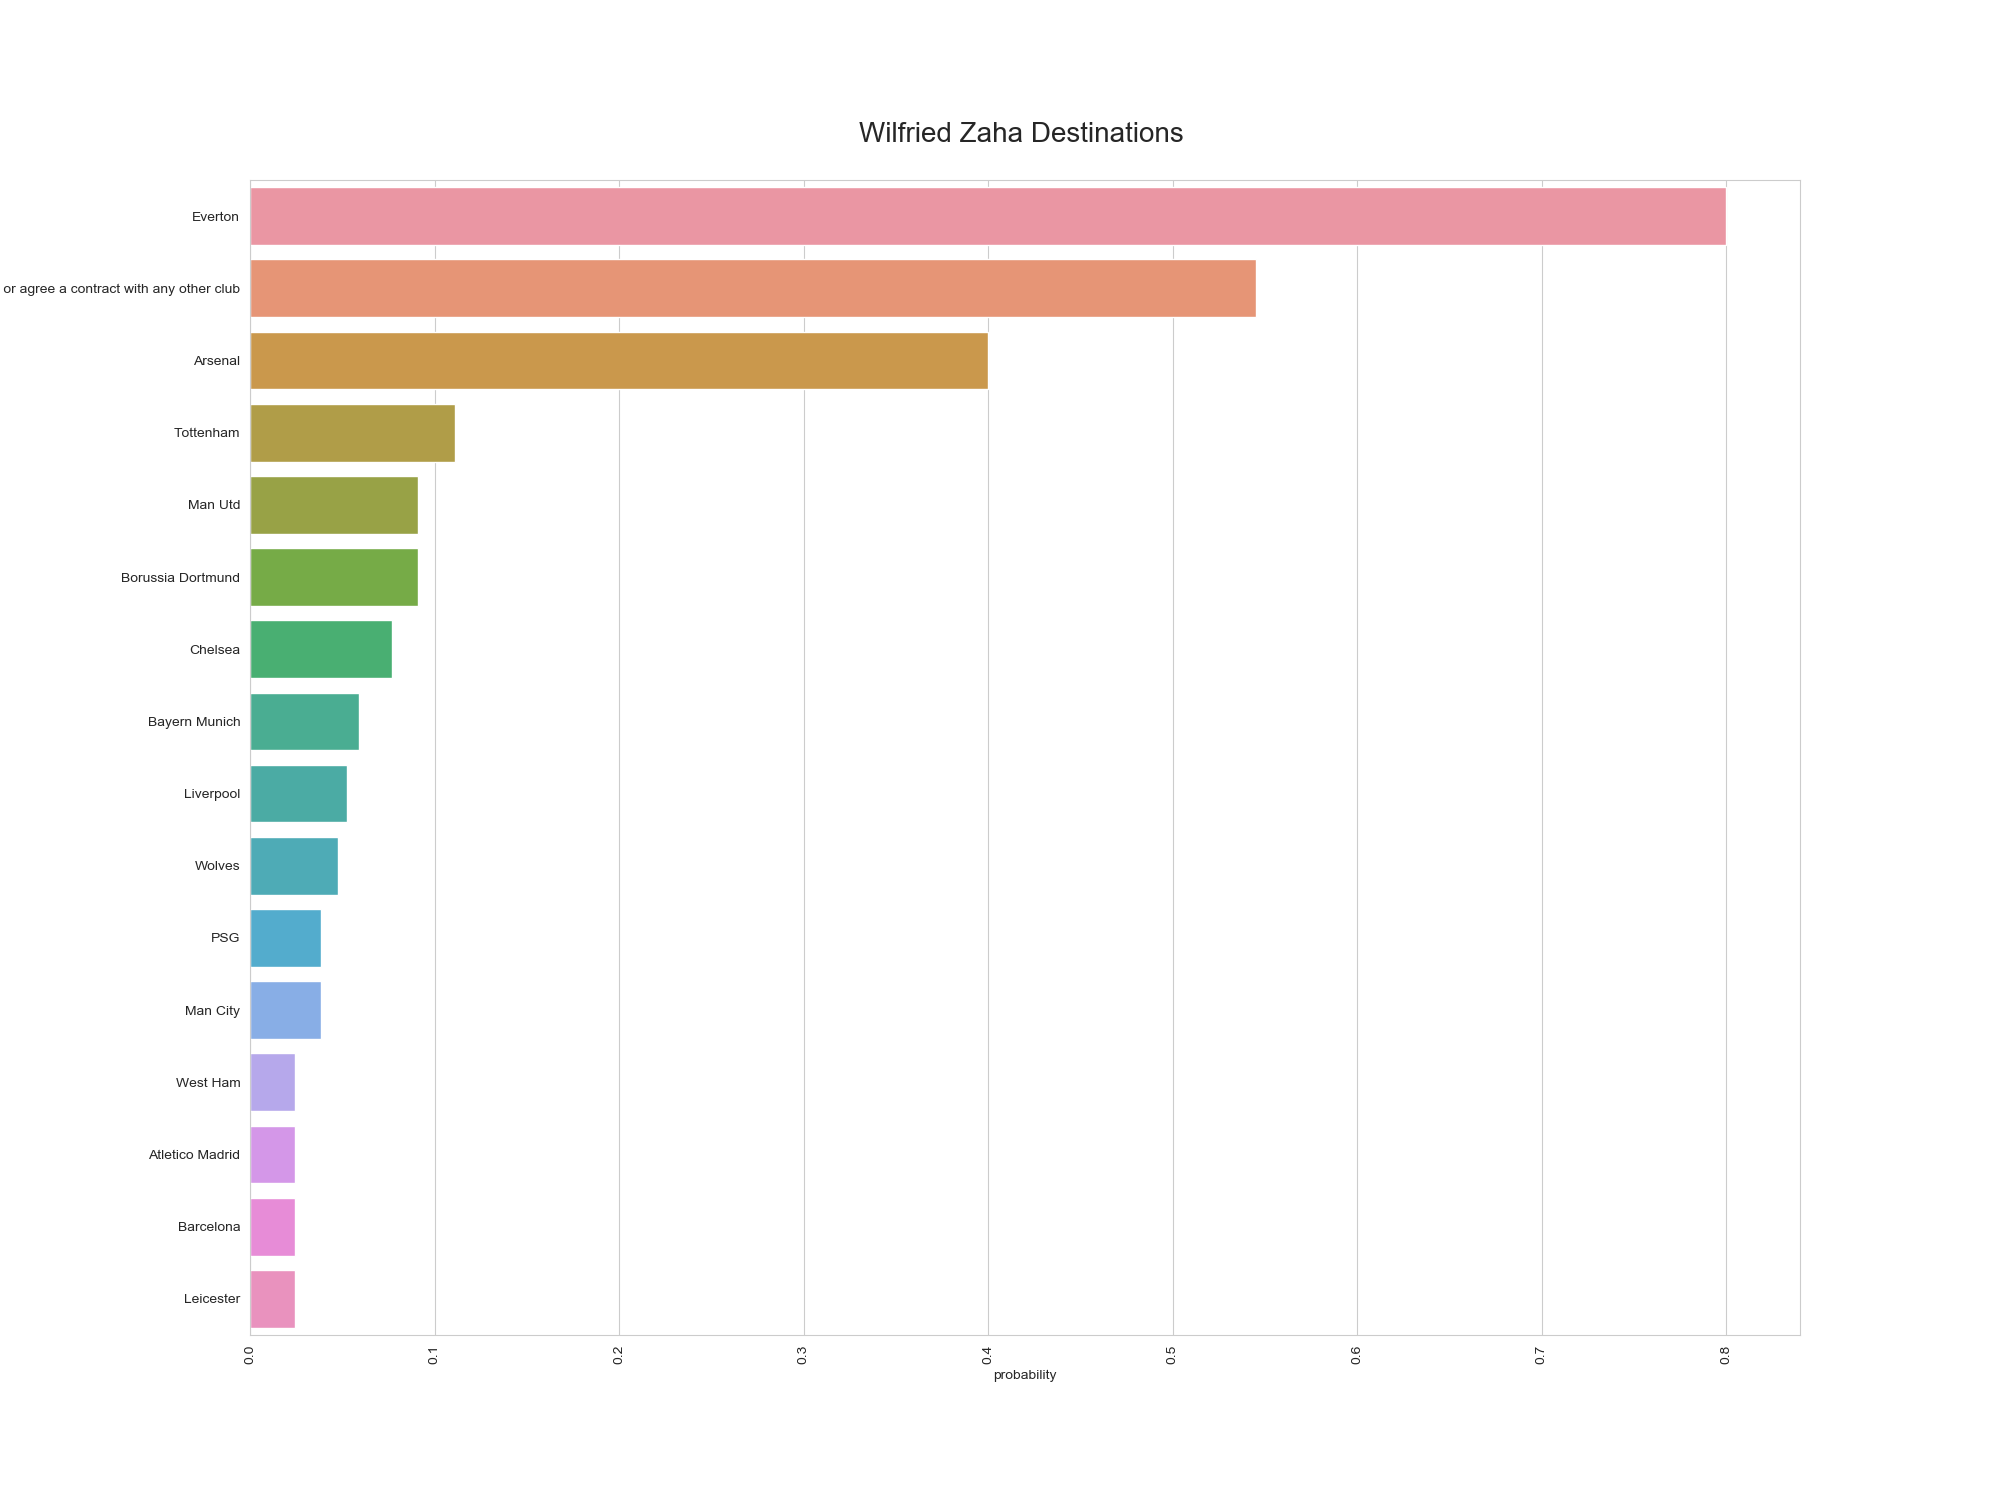 Wilfried Zaha Destinations
Everton
or agree a contract with any other club
Arsenal
Tottenham
Man Utd
Borussia Dortmund
Chelsea
Bayern Munich
Liverpool
Wolves
PSG
Man City
West Ham
Atletico Madrid
Barcelona
Leicester
0.0 0.1 0.2 0.3 0.4 0.5 0.6 0.7 0.8
probability